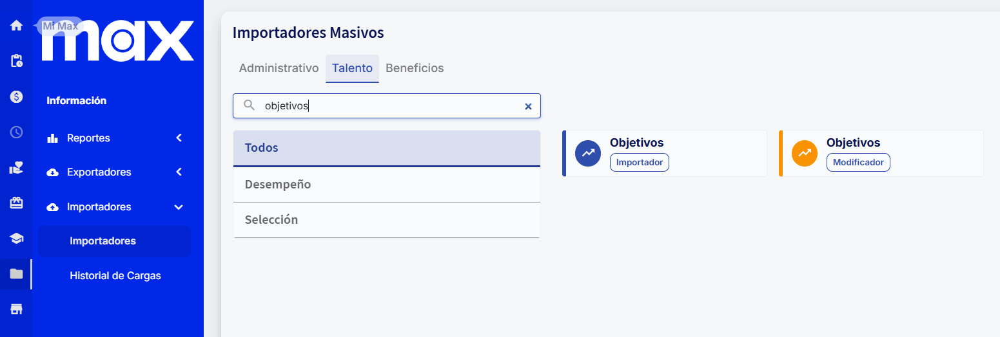 Mi Max
max
Información
Reportes
Exportadores
Importadores
Importadores
Historial de Cargas
Importadores Masivos
Administrativo Talento Beneficios
objetivos
Todos
Desempeño
Selección
Objetivos
Importador
Objetivos
Modificador